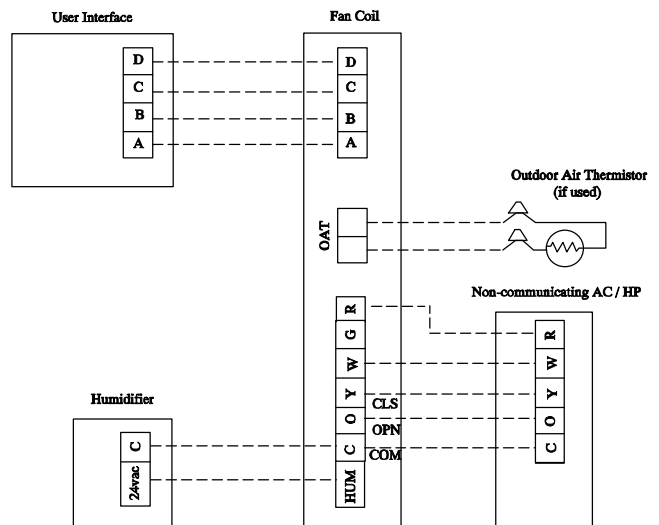 User Interface
Fan Coil
D
C
B
A
D
C
B
A
Outdoor Air Thermistor
(if used)
OAT
Non-communicating AC / HP
R
G
W
Y
O
C
HUM
CLS
OPN
COM
R
W
Y
O
C
Humidifier
C
24vac